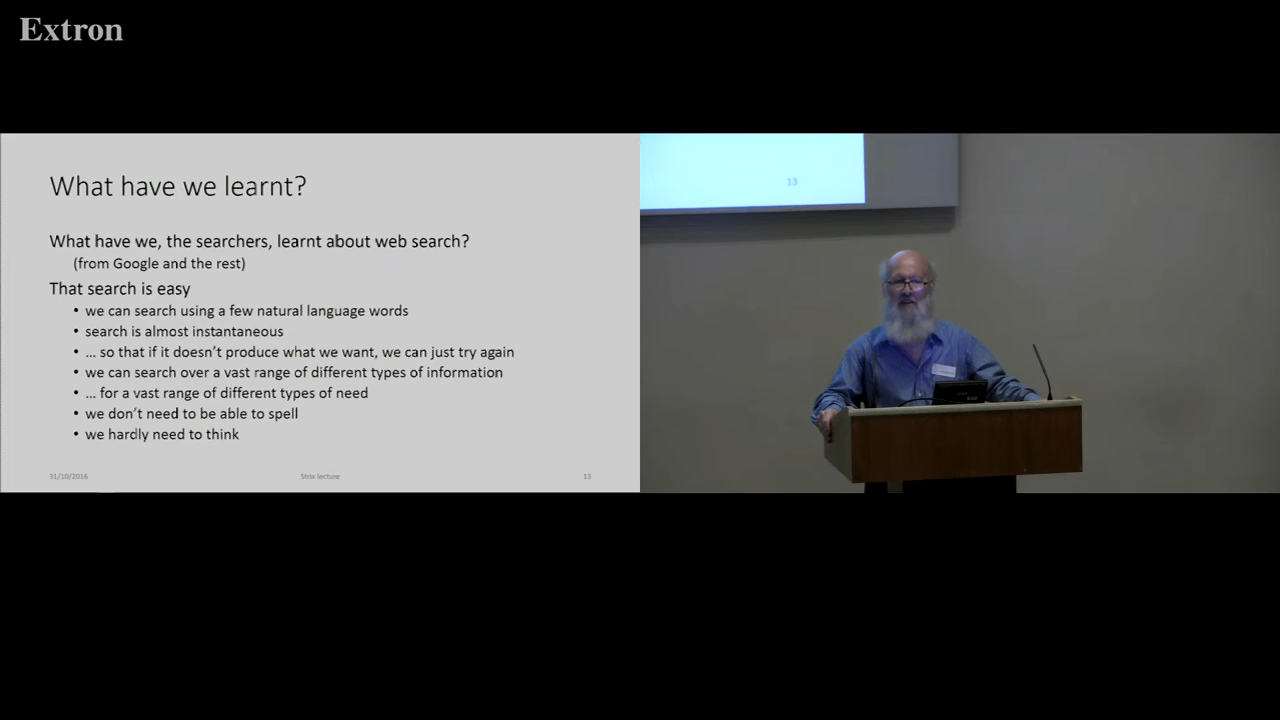 Extron
What have we learnt?
What have we, the searchers, learnt about web search?
(from Google and the rest)
That search is easy
• we can search using a few natural language words
• search is almost instantaneous
• ... so that if it doesn't produce what we want, we can just try again
• we can search over a vast range of different types of information
• ... for a vast range of different types of need
• we don't need to be able to spell
• we hardly need to think
31/10/2016 Strix lecture 13
13